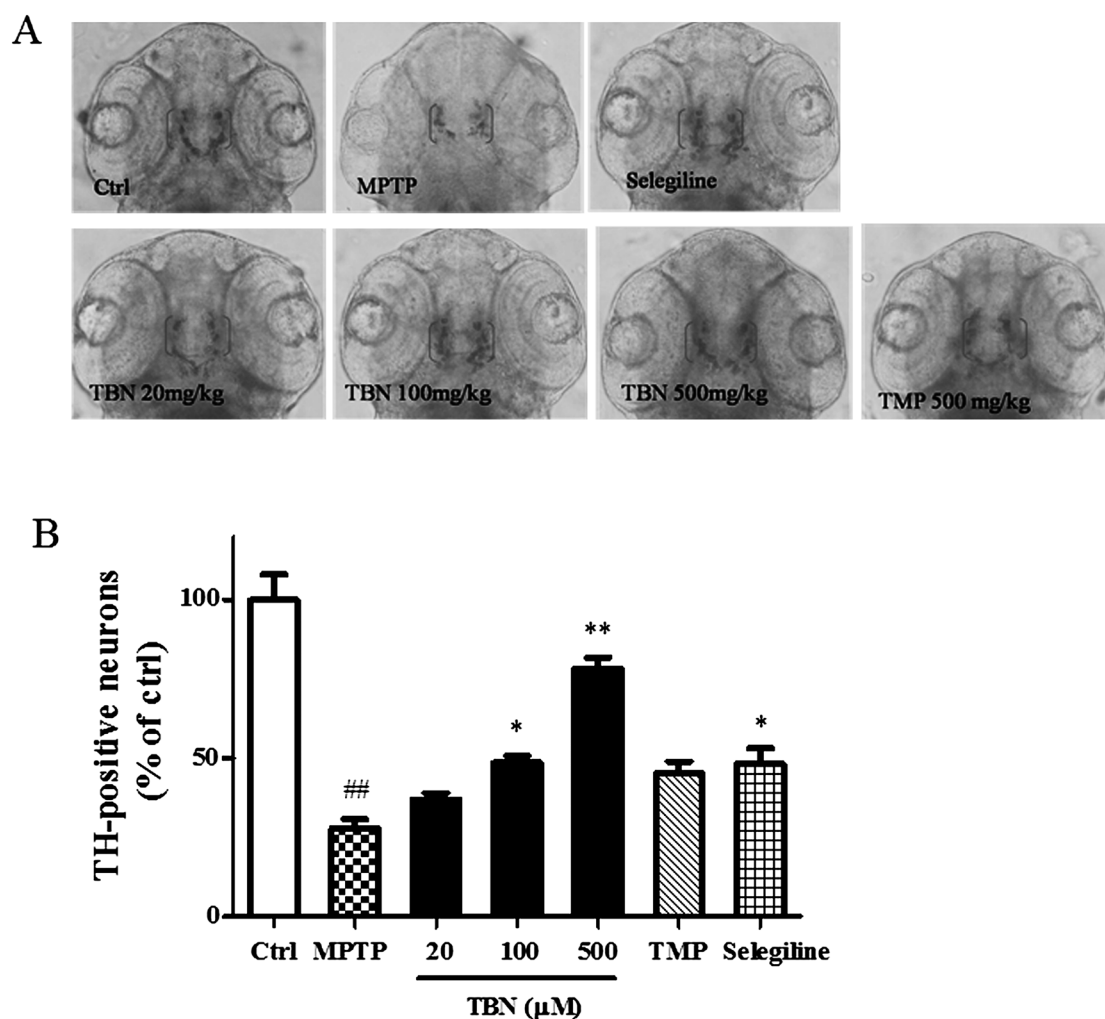 A
Ctrl
MPTP
Selegiline
TBN 20mg/kg
TBN 100mg/kg
TBN 500mg/kg
TMP 500 mg/kg
B
TH-positive neurons
(% of ctrl)
100
50
0
##
*
**
*
Ctrl MPTP 20 100 500 TMP Selegiline
TBN (μM)